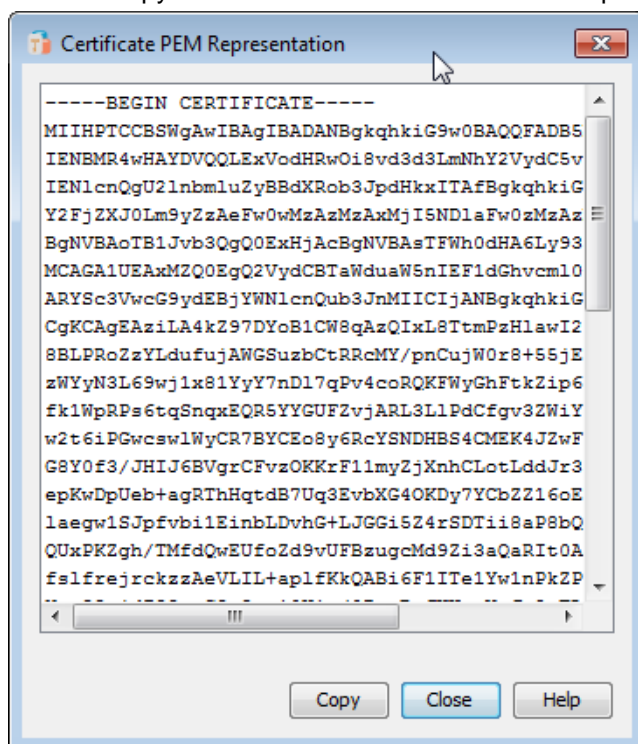 Certificate PEM Representation
-----BEGIN CERTIFICATE-----
MIIHPTCCBSWgAwIBAgIBADANBgkqhkiG9w0BAQQFADB5
IENBMR4wHAYDVQQLExVodHRwOi8vd3d3LmNhY2VydC5v
IENlcnQgU2lnbmluZyBBdXRob3JpdHkxITAfBgkqhkiG
Y2FjZXJ0Lm9yZzAeFw0wMzAzMzAxMjI5NDlaFw0zMzAz
BgNVBAoTB1Jvb3QgQ0ExHjAcBgNVBAsTFWh0dHA6Ly93
MCAGA1UEAxMZQ0EgQ2VydCBTaWduaW5nIEF1dGhvcml0
ARYSc3VwcG9ydEBjYWNlcnQub3JnMIICIjANBgkqhkiG
CgKCAgEAziLA4kZ97DYoB1CW8qAzQIxL8TtmPzHlawI2
8BLPRoZzYLdufujAWGSuzbCtRRcMY/pnCujW0r8+55jE
zWYyN3L69wj1x81YyY7nDl7qPv4coRQKFWyGhFtkZip6
fk1WpRPs6tqSnqxEQR5YYGUFZvjARL3LlPdCfgv3ZWiY
w2t6iPGwcswlWyCR7BYCEo8y6RcYSNDHBS4CMEK4JZwF
G8Y0f3/JHIJ6BVgrCFvzOKKrF11myZjXnhCLotLddJr3
epKwDpUeb+agRThHqtdB7Uq3EvbXG4OKDy7YCbZZ16oE
laegw1SJpfvbi1EinbLDvhG+LJGGi5Z4rSDTii8aP8bQ
QUxPKZgh/TMfdQwEUfoZd9vUFBzugcMd9Zi3aQaRIt0A
fslfrejrckzzAeVLIL+aplfKkQABi6F1ITe1Yw1nPkZP
Copy Close Help